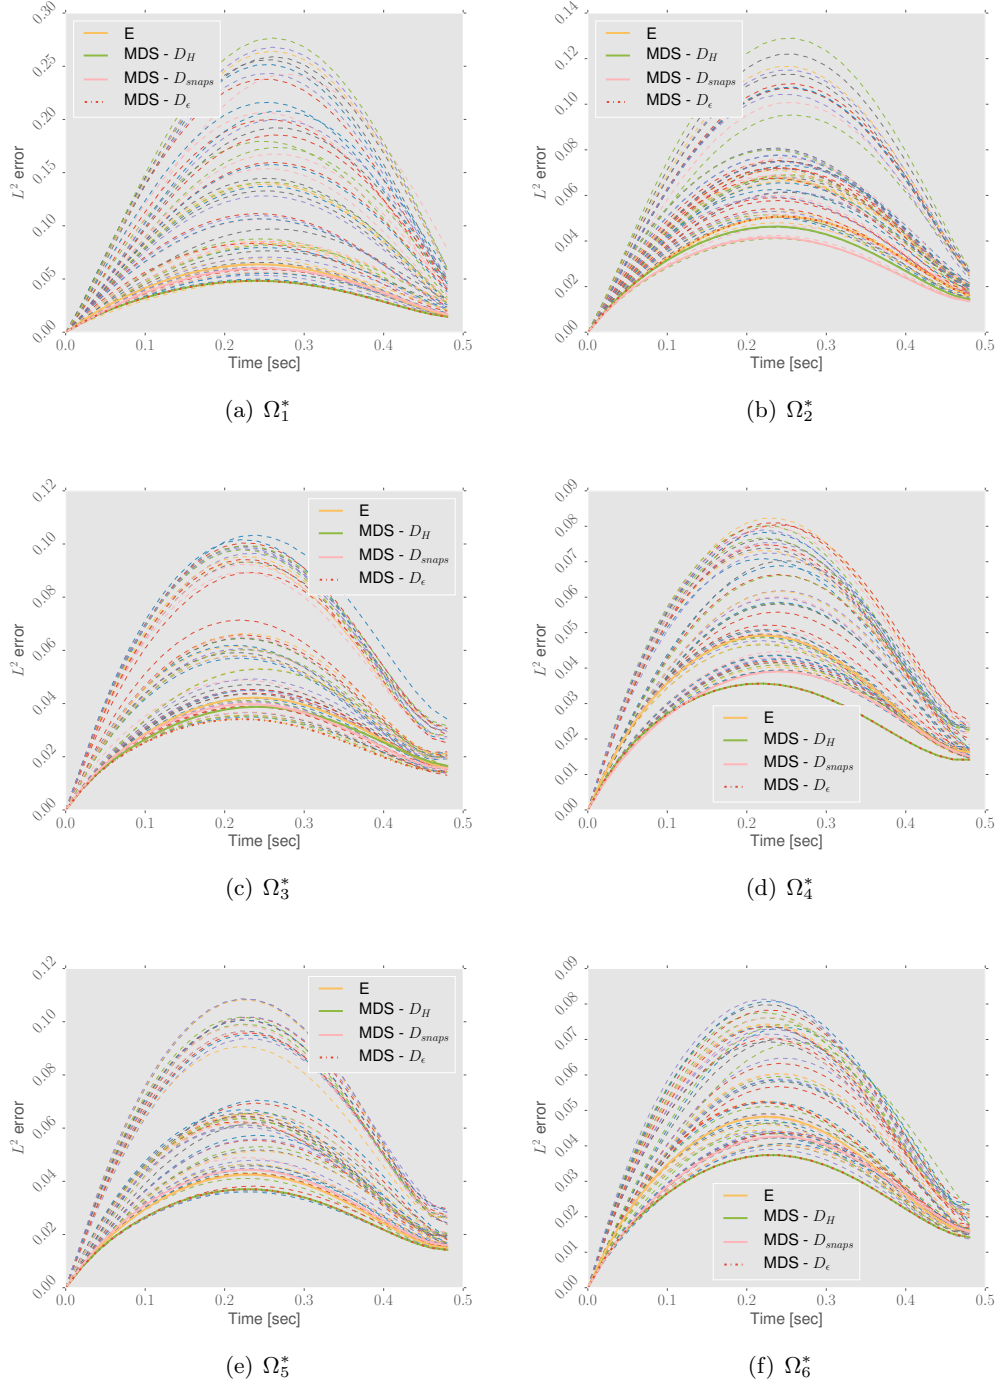 0.30
0.25
0.20
0.15
0.10
0.05
0.00
L² error
E
MDS - D_H
MDS - D_snaps
MDS - D_ϵ
0.0 0.1 0.2 0.3 0.4 0.5
Time [sec]
(a) Ω₁*
0.14
0.12
0.10
0.08
0.06
0.04
0.02
0.00
L² error
E
MDS - D_H
MDS - D_snaps
MDS - D_ϵ
0.0 0.1 0.2 0.3 0.4 0.5
Time [sec]
(b) Ω₂*
0.12
0.10
0.08
0.06
0.04
0.02
0.00
L² error
E
MDS - D_H
MDS - D_snaps
MDS - D_ϵ
0.0 0.1 0.2 0.3 0.4 0.5
Time [sec]
(c) Ω₃*
0.09
0.08
0.07
0.06
0.05
0.04
0.03
0.02
0.01
0.00
L² error
E
MDS - D_H
MDS - D_snaps
MDS - D_ϵ
0.0 0.1 0.2 0.3 0.4 0.5
Time [sec]
(d) Ω₄*
0.12
0.10
0.08
0.06
0.04
0.02
0.00
L² error
E
MDS - D_H
MDS - D_snaps
MDS - D_ϵ
0.0 0.1 0.2 0.3 0.4 0.5
Time [sec]
(e) Ω₅*
0.09
0.08
0.07
0.06
0.05
0.04
0.03
0.02
0.01
0.00
L² error
E
MDS - D_H
MDS - D_snaps
MDS - D_ϵ
0.0 0.1 0.2 0.3 0.4 0.5
Time [sec]
(f) Ω₆*